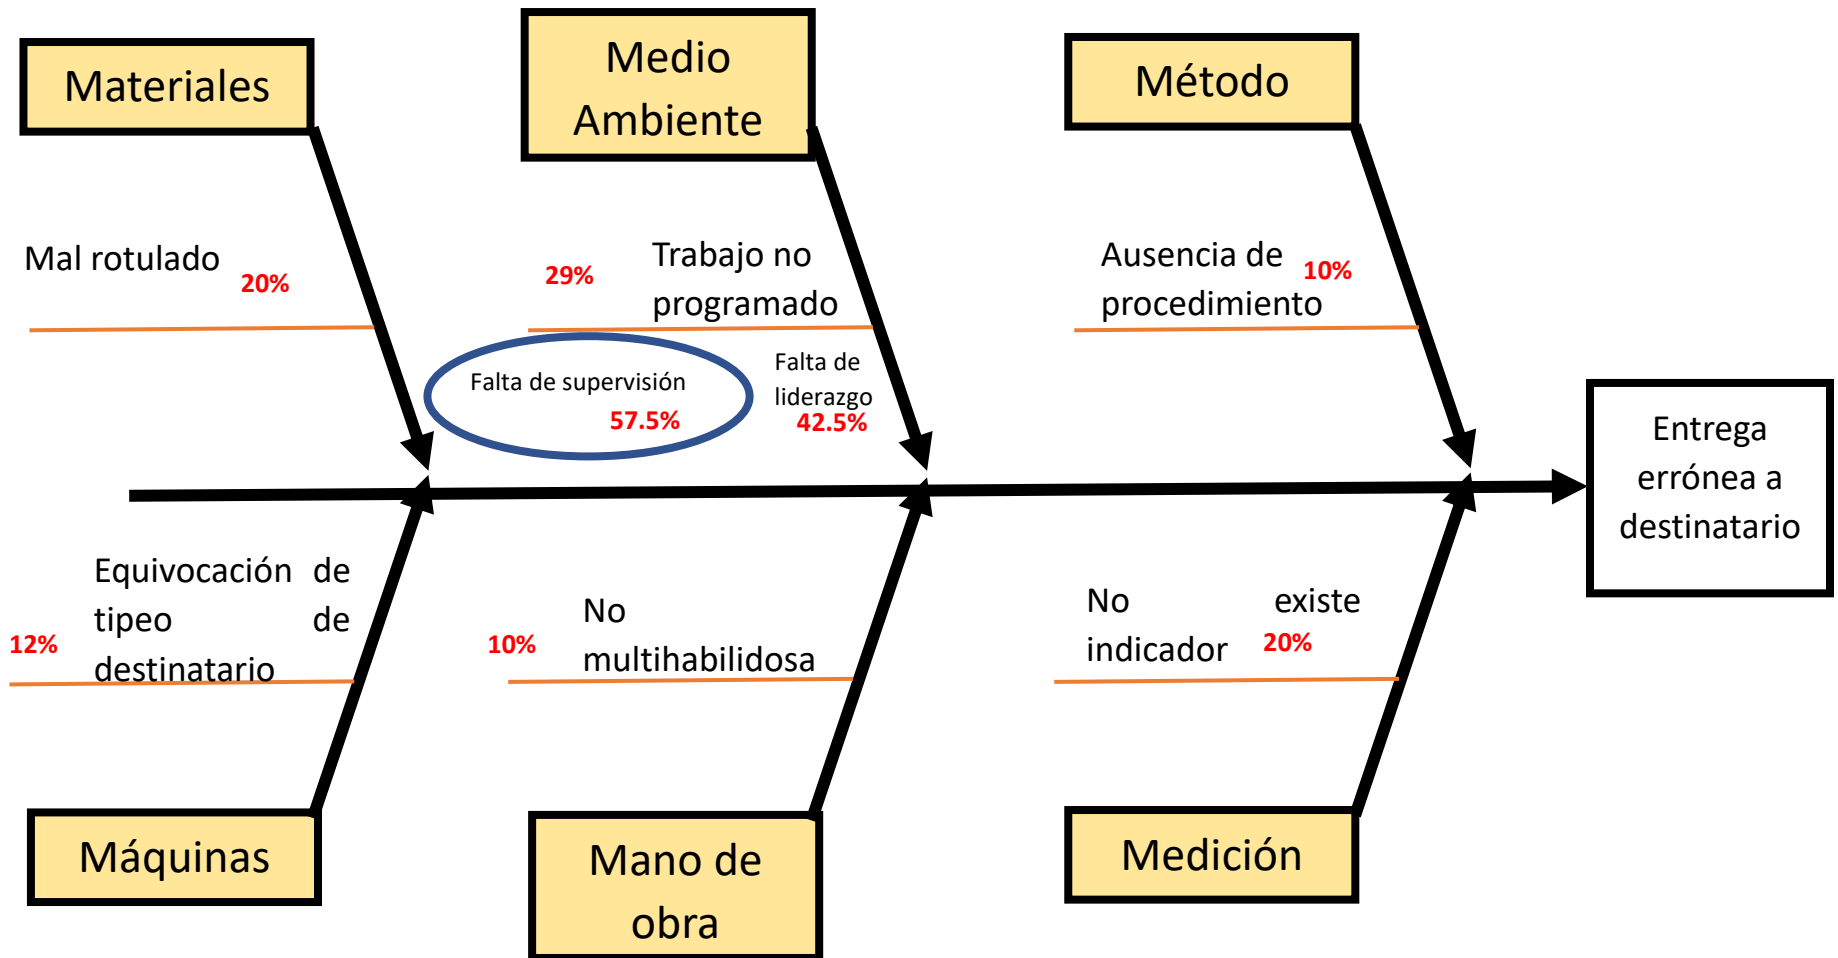 Materiales
Medio
Ambiente
Método
Mal rotulado
20%
29%
Trabajo no
programado
Ausencia de
procedimiento
10%
Falta de supervisión
57.5%
Falta de
liderazgo
42.5%
Entrega
errónea a
destinatario
Equivocación de
tipeo de
destinatario
12%
No
multihabilidosa
10%
No existe
indicador
20%
Máquinas
Mano de
obra
Medición